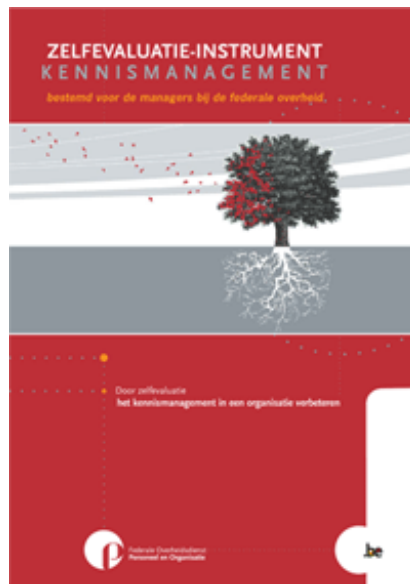 ZELFEVALUATIE-INSTRUMENT
KENNISMANAGEMENT
bestemd voor de managers bij de federale overheid.
Door zelfevaluatie
het kennismanagement in een organisatie verbeteren
Federale Overheidsdienst
Personeel en Organisatie
.be